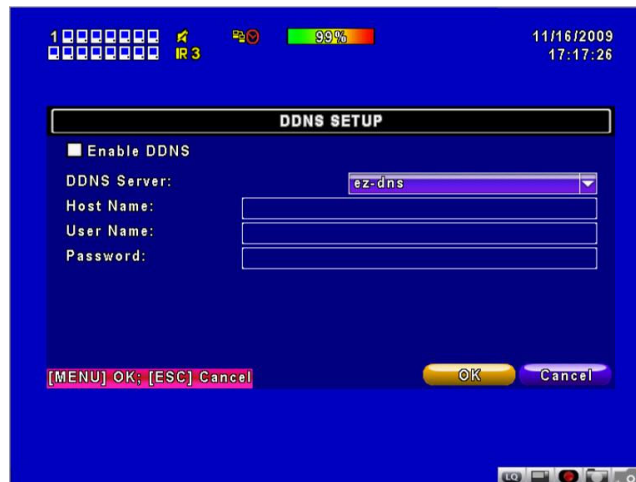 1
IR 3
99%
11/16/2009
17:17:26
DDNS SETUP
Enable DDNS
DDNS Server:
ez-dns
Host Name:
User Name:
Password:
[MENU] OK; [ESC] Cancel
OK
Cancel
LQ